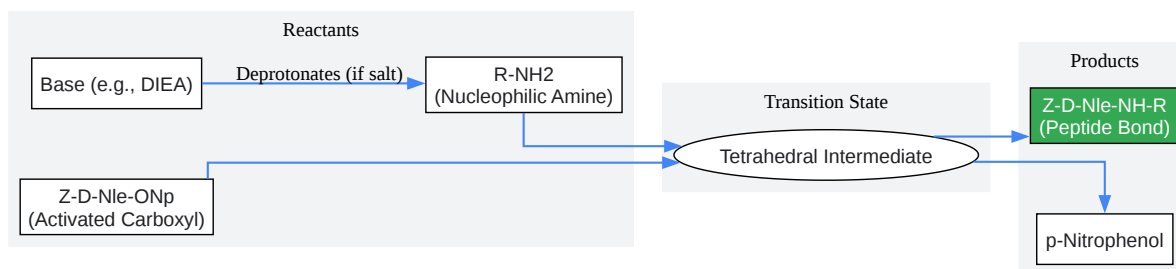 Reactants
Base (e.g., DIEA)
Deprotonates (if salt)
R-NH2
(Nucleophilic Amine)
Z-D-Nle-ONp
(Activated Carboxyl)
Transition State
Tetrahedral Intermediate
Products
Z-D-Nle-NH-R
(Peptide Bond)
p-Nitrophenol